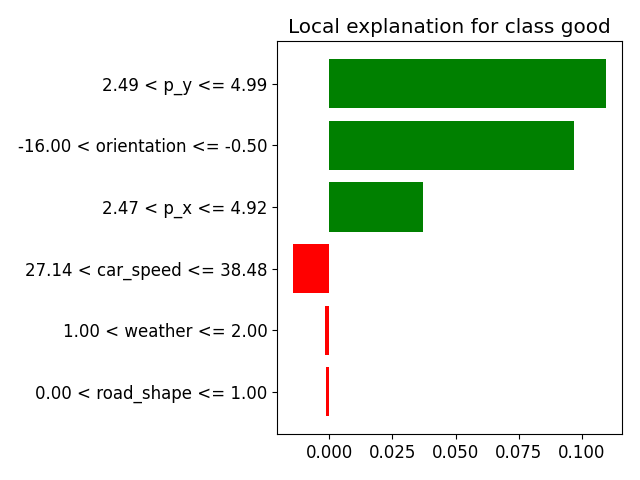 Local explanation for class good
2.49 < p_y <= 4.99
-16.00 < orientation <= -0.50
2.47 < p_x <= 4.92
27.14 < car_speed <= 38.48
1.00 < weather <= 2.00
0.00 < road_shape <= 1.00
0.000 0.025 0.050 0.075 0.100